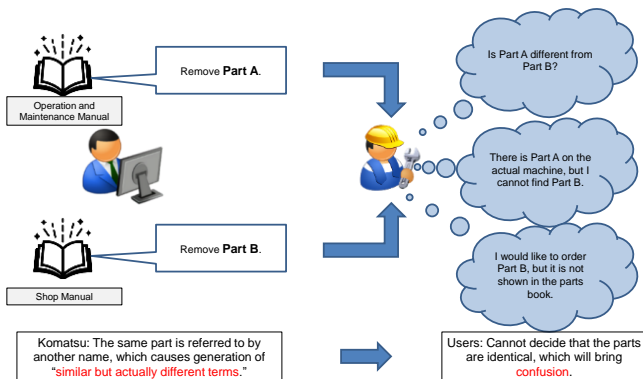 Remove Part A.
Operation and
Maintenance Manual
Is Part A different from
Part B?
There is Part A on the
actual machine, but I
cannot find Part B.
Remove Part B.
Shop Manual
I would like to order
Part B, but it is not
shown in the parts
book.
Komatsu: The same part is referred to by
another name, which causes generation of
“similar but actually different terms.”
Users: Cannot decide that the parts
are identical, which will bring
confusion.